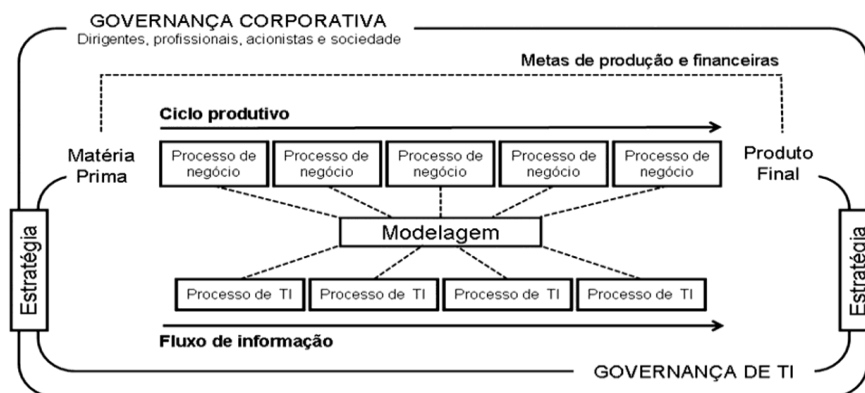 GOVERNANÇA CORPORATIVA
Dirigentes, profissionais, acionistas e sociedade
Metas de produção e financeiras
Ciclo produtivo
Matéria
Prima
Processo de
negócio
Processo de
negócio
Processo de
negócio
Processo de
negócio
Processo de
negócio
Produto
Final
Estratégia
Modelagem
Estratégia
Processo de TI
Processo de TI
Processo de TI
Processo de TI
Fluxo de informação
GOVERNANÇA DE TI